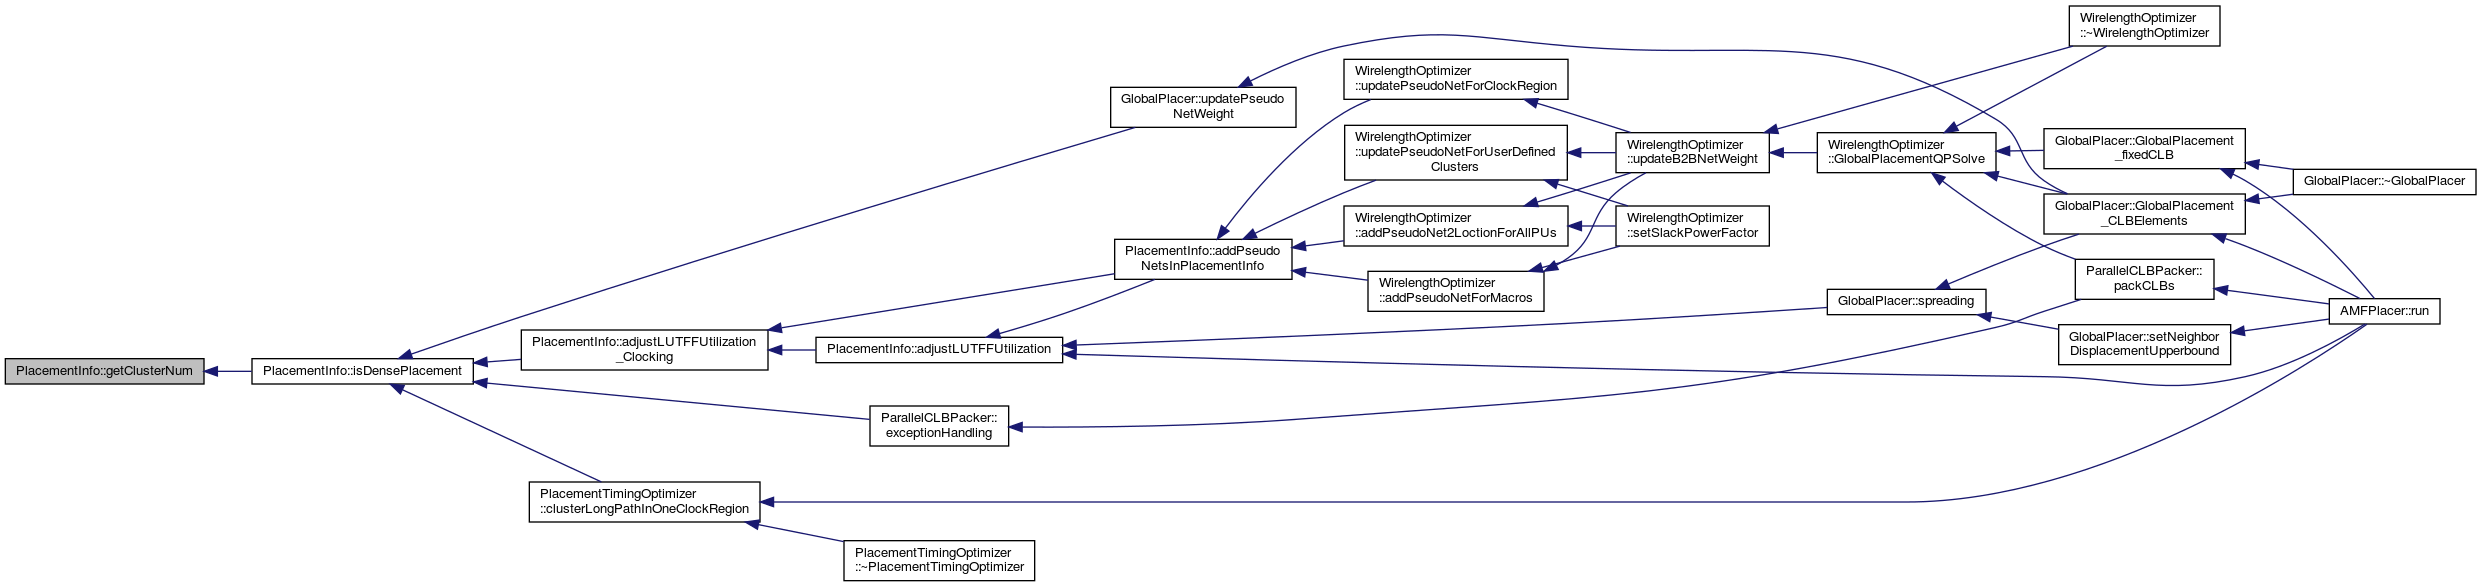 WirelengthOptimizer
::~WirelengthOptimizer
WirelengthOptimizer
::updatePseudoNetForClockRegion
GlobalPlacer::updatePseudo
NetWeight
WirelengthOptimizer
::updatePseudoNetForUserDefined
Clusters
WirelengthOptimizer
::updateB2BNetWeight
WirelengthOptimizer
::GlobalPlacementQPSolve
GlobalPlacer::GlobalPlacement
_fixedCLB
GlobalPlacer::~GlobalPlacer
GlobalPlacer::GlobalPlacement
_CLBElements
WirelengthOptimizer
::addPseudoNet2LoctionForAllPUs
WirelengthOptimizer
::setSlackPowerFactor
PlacementInfo::addPseudo
NetsInPlacementInfo
WirelengthOptimizer
::addPseudoNetForMacros
ParallelCLBPacker::
packCLBs
GlobalPlacer::spreading
AMFPlacer::run
GlobalPlacer::setNeighbor
DisplacementUpperbound
PlacementInfo::adjustLUTFFUtilization
_Clocking
PlacementInfo::adjustLUTFFUtilization
PlacementInfo::getClusterNum
PlacementInfo::isDensePlacement
ParallelCLBPacker::
exceptionHandling
PlacementTimingOptimizer
::clusterLongPathInOneClockRegion
PlacementTimingOptimizer
::~PlacementTimingOptimizer